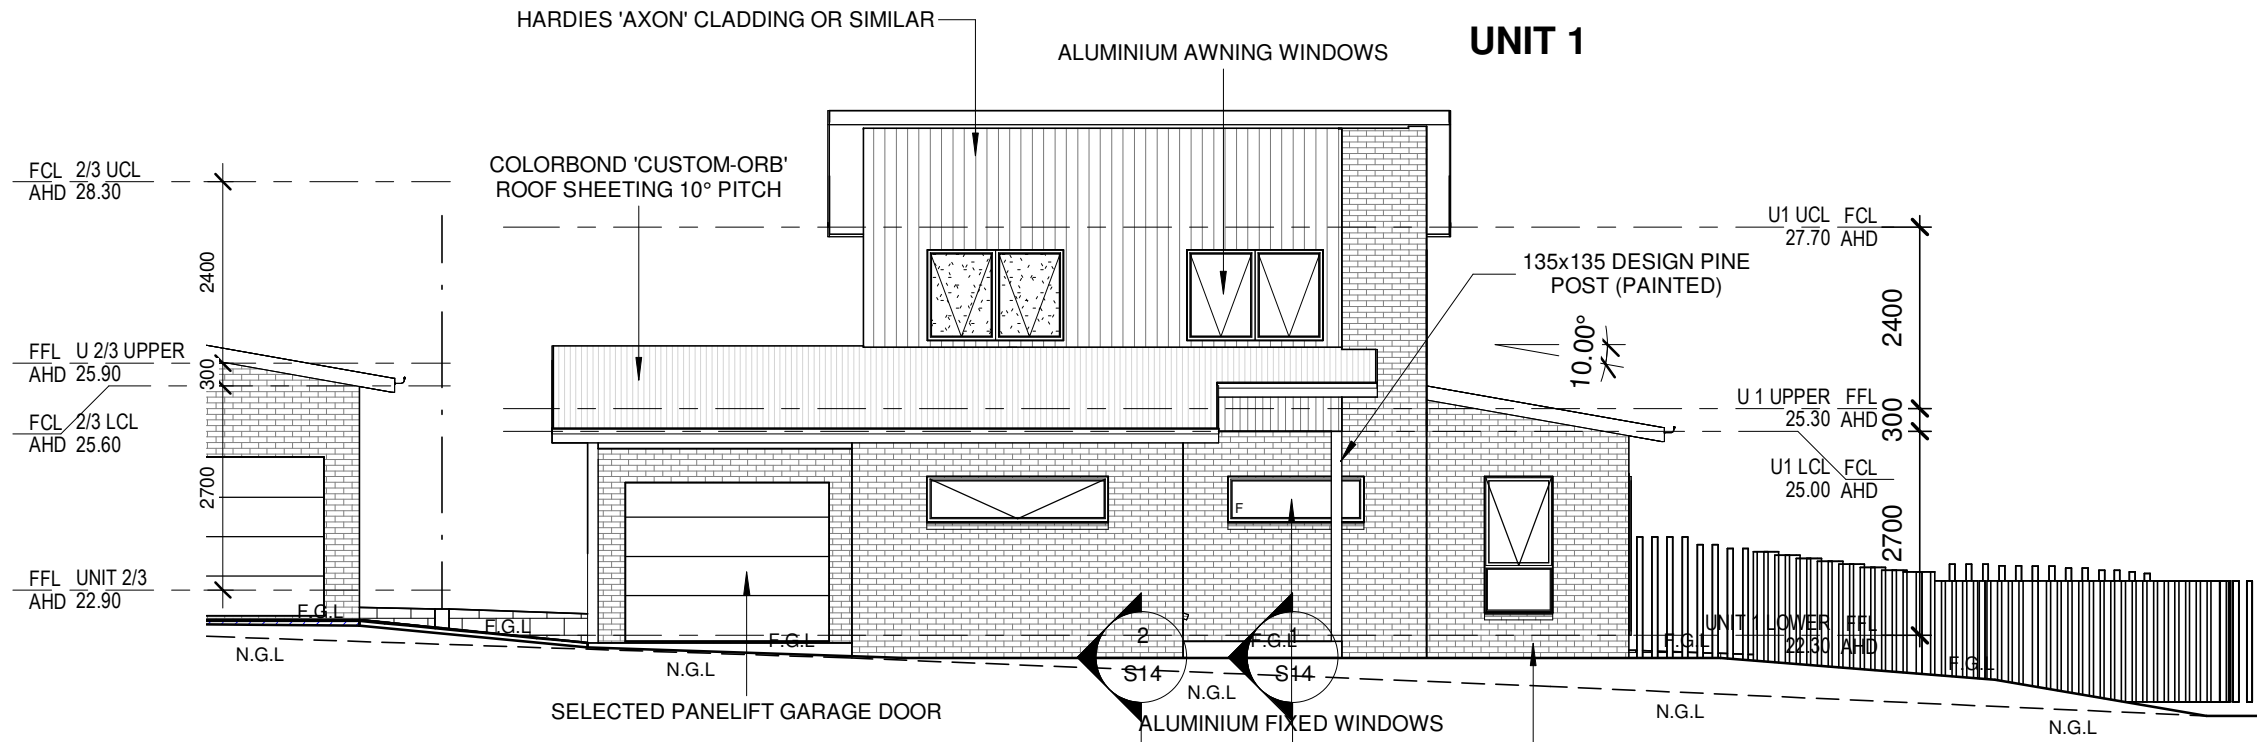 HARDIES 'AXON' CLADDING OR SIMILAR
ALUMINIUM AWNING WINDOWS
UNIT 1
COLORBOND 'CUSTOM-ORB'
ROOF SHEETING 10° PITCH
FCL 2/3 UCL
AHD 28.30
2400
FFL U 2/3 UPPER
AHD 25.90
300
FCL 2/3 LCL
AHD 25.60
2700
FFL UNIT 2/3
AHD 22.90
U1 UCL FCL
27.70 AHD
135x135 DESIGN PINE
POST (PAINTED)
10.00°
2400
U 1 UPPER FFL
25.30 AHD
300
U1 LCL FCL
25.00 AHD
2700
UNIT 1 LOWER FFL
22.30 AHD
F
F.G.L
F.G.L
F.G.L
F.G.L
F.G.L
F.G.L
2
S14
1
S14
N.G.L
N.G.L
N.G.L
N.G.L
N.G.L
SELECTED PANELIFT GARAGE DOOR
ALUMINIUM FIXED WINDOWS